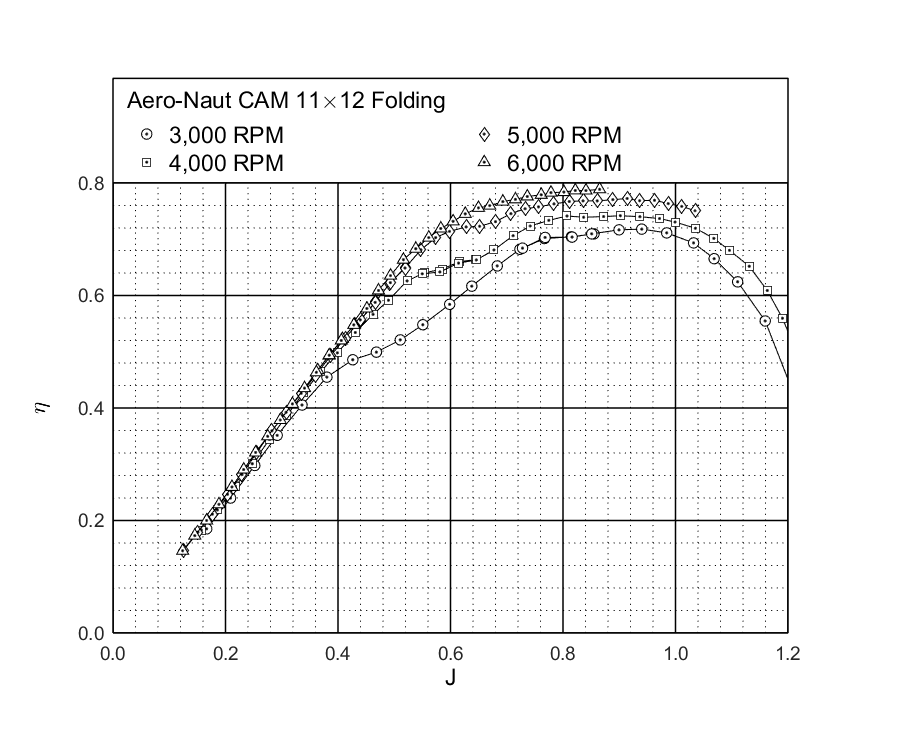 Aero-Naut CAM 11×12 Folding
3,000 RPM
4,000 RPM
5,000 RPM
6,000 RPM
0.8
0.6
0.4
0.2
0.0
η
0.0 0.2 0.4 0.6 0.8 1.0 1.2
J